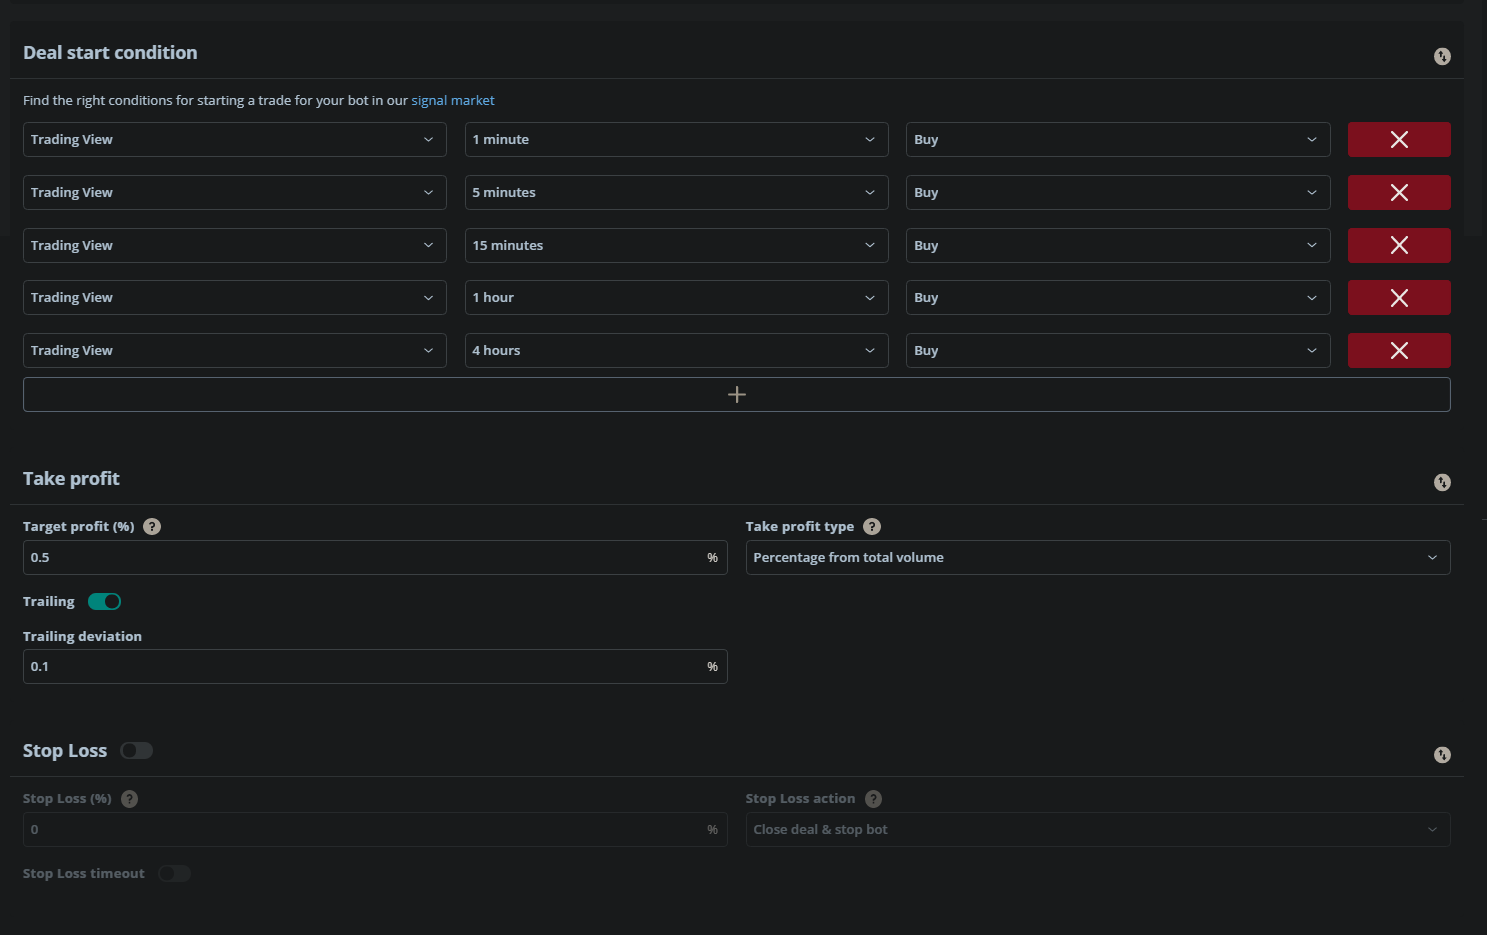 Deal start condition
Find the right conditions for starting a trade for your bot in our signal market
Trading View 1 minute Buy
Trading View 5 minutes Buy
Trading View 15 minutes Buy
Trading View 1 hour Buy
Trading View 4 hours Buy
Take profit
Target profit (%) ? Take profit type ?
0.5 % Percentage from total volume
Trailing
Trailing deviation
0.1 %
Stop Loss
Stop Loss (%) ? Stop Loss action ?
0 % Close deal & stop bot
Stop Loss timeout